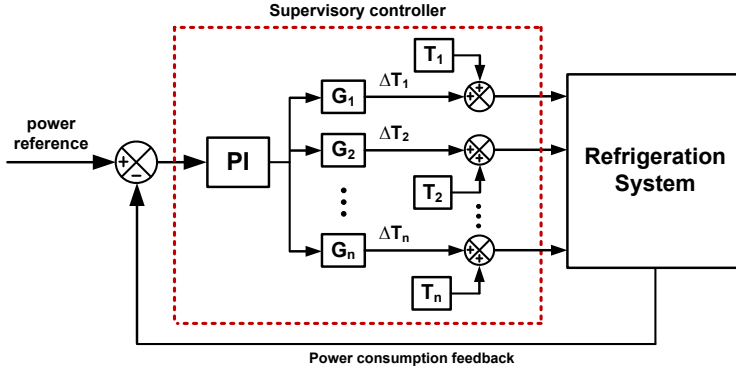 Supervisory controller
T1
ΔT1
G1
+
+
power
reference
+
−
PI
G2
ΔT2
+
+
T2
Refrigeration
System
Gn
ΔTn
+
+
Tn
Power consumption feedback